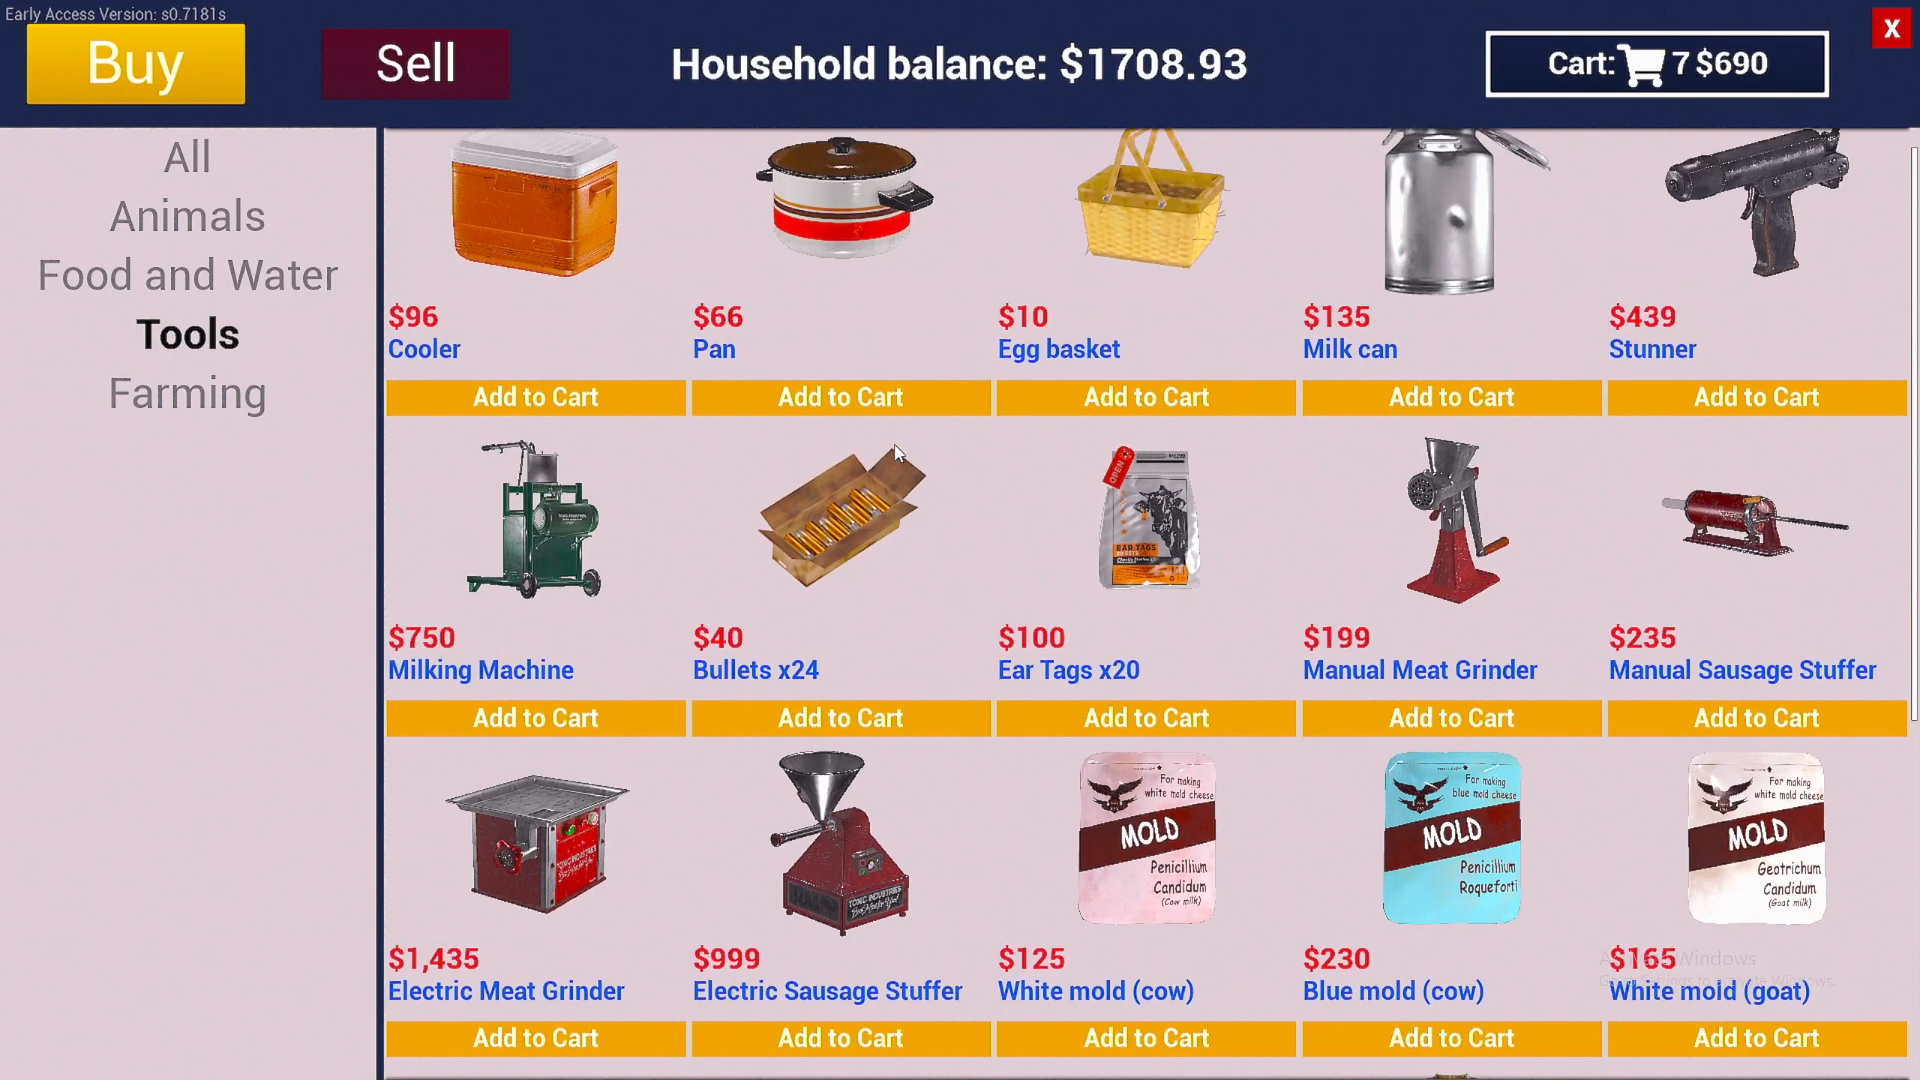 Early Access Version: s0.7181s
Buy
Sell
Household balance: $1708.93
Cart: 7 $690
X
All
Animals
Food and Water
Tools
Farming
$96
Cooler
Add to Cart
$66
Pan
Add to Cart
$10
Egg basket
Add to Cart
$135
Milk can
Add to Cart
$439
Stunner
Add to Cart
OPEN
EAR TAGS
$750
Milking Machine
Add to Cart
$40
Bullets x24
Add to Cart
$100
Ear Tags x20
Add to Cart
$199
Manual Meat Grinder
Add to Cart
$235
Manual Sausage Stuffer
Add to Cart
TONIC INDUSTRIES
For making
white mold cheese
MOLD
Penicillium
Candidum
(Cow milk)
For making
blue mold cheese
MOLD
Penicillium
Roqueforti
For making
white mold cheese
MOLD
Geotrichum
Candidum
(Goat milk)
$1,435
Electric Meat Grinder
Add to Cart
$999
Electric Sausage Stuffer
Add to Cart
$125
White mold (cow)
Add to Cart
$230
Blue mold (cow)
Add to Cart
$165
White mold (goat)
Add to Cart